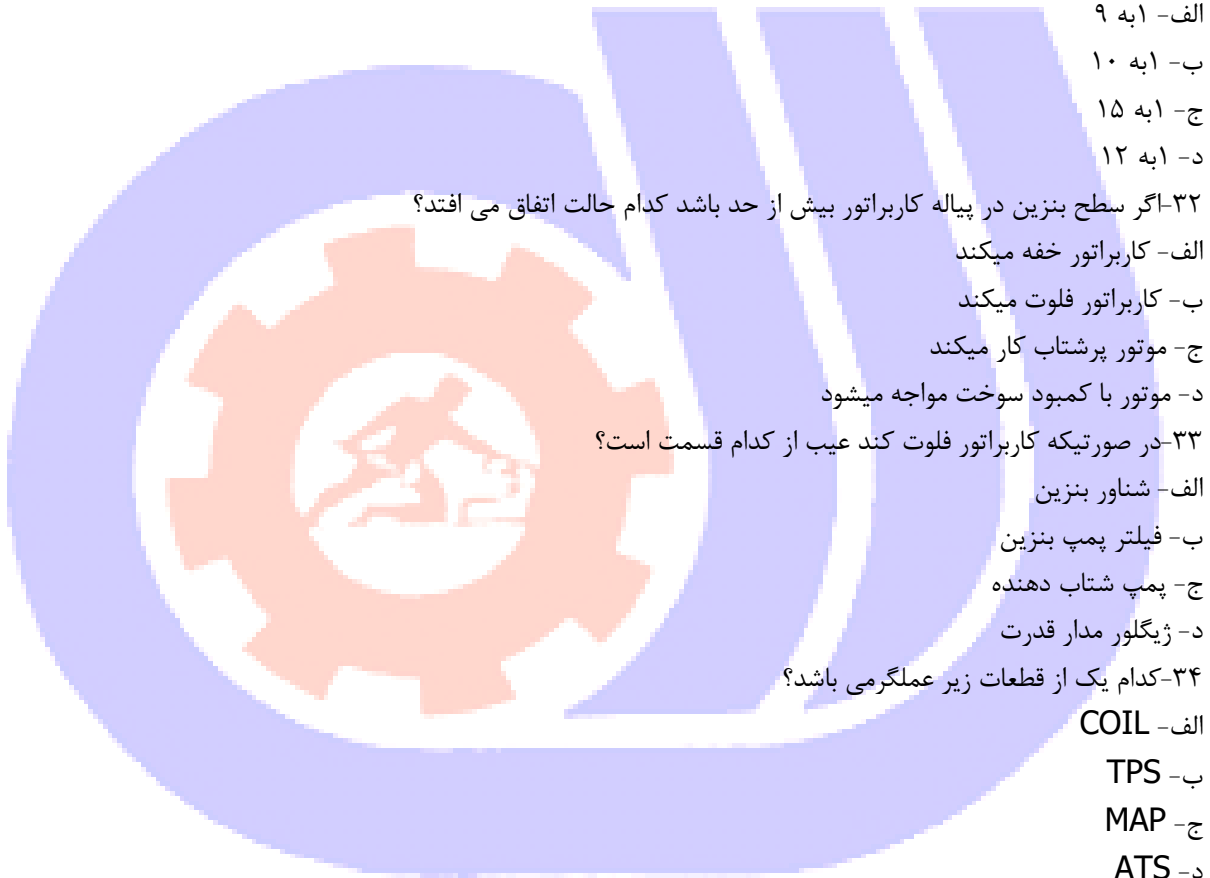 الف- ۱به ۹
ب- ۱به ۱۰
ج- ۱به ۱۵
د- ۱به ۱۲
۳۲-اگر سطح بنزین در پیاله کاربراتور بیش از حد باشد کدام حالت اتفاق می افتد؟
الف- کاربراتور خفه میکند
ب- کاربراتور فلوت میکند
ج- موتور پرشتاب کار میکند
د- موتور با کمبود سوخت مواجه میشود
۳۳-در صورتیکه کاربراتور فلوت کند عیب از کدام قسمت است؟
الف- شناور بنزین
ب- فیلتر پمپ بنزین
ج- پمپ شتاب دهنده
د- ژیگلور مدار قدرت
۳۴-کدام یک از قطعات زیر عملگرمی باشد؟
الف- COIL
ب- TPS
ج- MAP
د- ATS